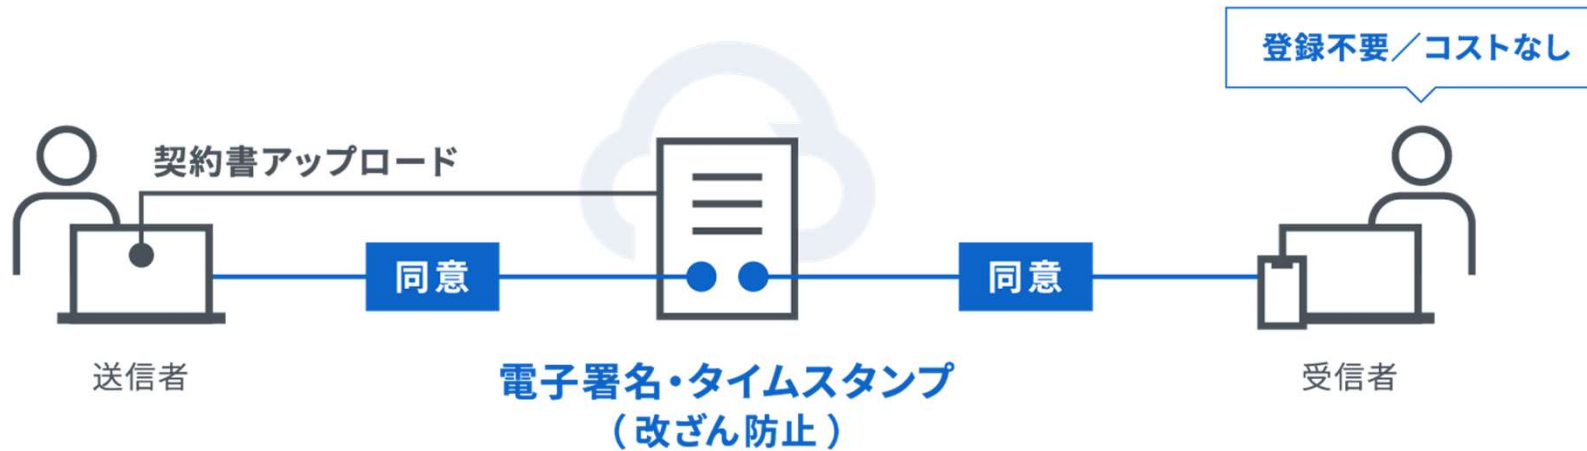 登録不要／コストなし
契約書アップロード
同意
同意
送信者
電子署名・タイムスタンプ
（改ざん防止）
受信者